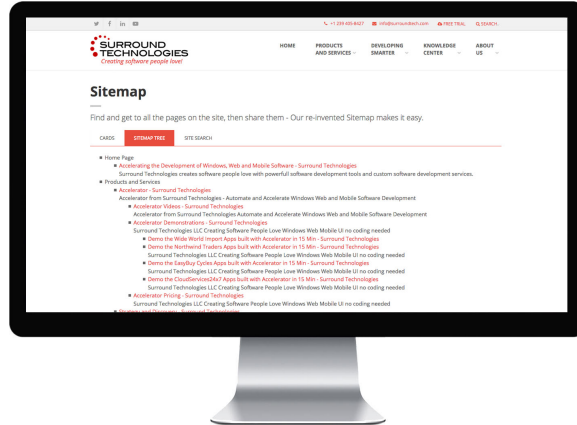 +1 239 405-8427 info@surroundtech.com FREE TRIAL SEARCH
SURROUND
TECHNOLOGIES
Creating software people love!
HOME
PRODUCTS
AND SERVICES
DEVELOPING
SMARTER
KNOWLEDGE
CENTER
ABOUT
US
Sitemap
Find and get to all the pages on the site, then share them - Our re-invented Sitemap makes it easy.
CARDS SITEMAP TREE SITE SEARCH
Home Page
Accelerating the Development of Windows, Web and Mobile Software - Surround Technologies
Surround Technologies creates software people love with powerfull software development tools and custom software development services.
Products and Services
Accelerator - Surround Technologies
Accelerator from Surround Technologies - Automate and Accelerate Windows Web and Mobile Software Development
Accelerator Videos - Surround Technologies
Accelerator from Surround Technologies Automate and Accelerate Windows Web and Mobile Software Development
Accelerator Demonstrations - Surround Technologies
Surround Technologies LLC Creating Software People Love Windows Web Mobile UI no coding needed
Demo the Wide World Import Apps built with Accelerator in 15 Min - Surround Technologies
Demo the Northwind Traders Apps built with Accelerator in 15 Min - Surround Technologies
Surround Technologies LLC Creating Software People Love Windows Web Mobile UI no coding needed
Demo the EasyBuy Cycles Apps built with Accelerator in 15 Min - Surround Technologies
Surround Technologies LLC Creating Software People Love Windows Web Mobile UI no coding needed
Demo the CloudServices24x7 Apps built with Accelerator in 15 Min - Surround Technologies
Surround Technologies LLC Creating Software People Love Windows Web Mobile UI no coding needed
Accelerator Pricing - Surround Technologies
Surround Technologies LLC Creating Software People Love Windows Web Mobile UI no coding needed
Strategy and Discovery - Surround Technologies